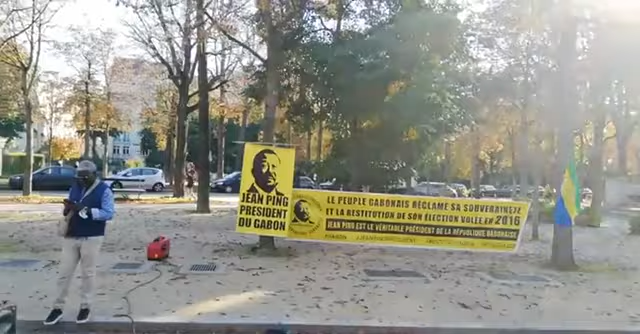 JEAN PING
PRESIDENT
DU GABON
LE PEUPLE GABONAIS RÉCLAME SA SOUVERAINETÉ
ET LA RESTITUTION DE SON ÉLECTION VOLÉE EN 2016
JEAN PING EST LE VÉRITABLE PRÉSIDENT DE LA RÉPUBLIQUE GABONAISE